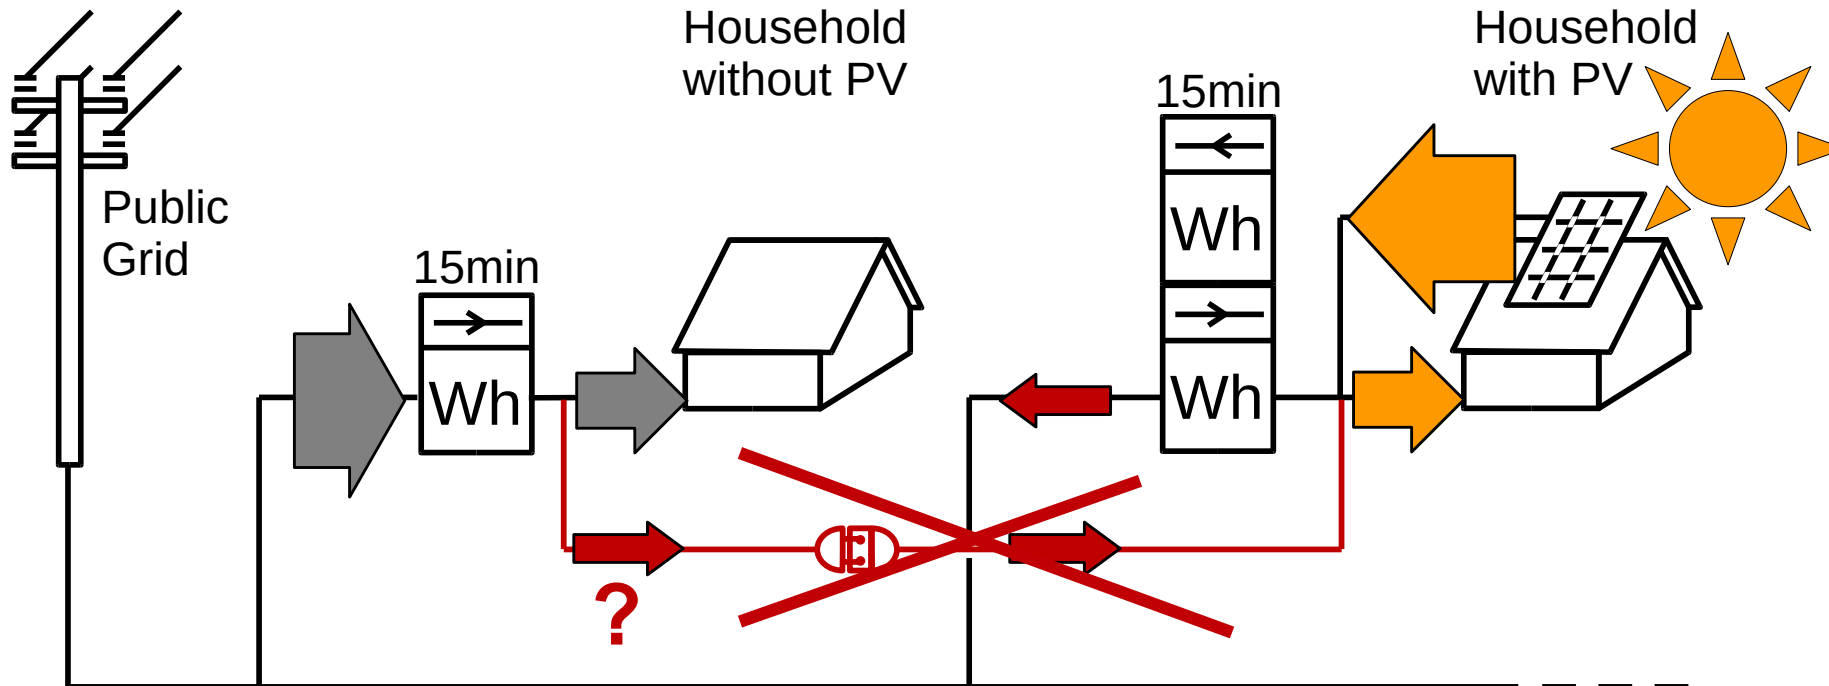 Household
without PV
Household
with PV
15min
Public
Grid
Wh
15min
Wh
Wh
?